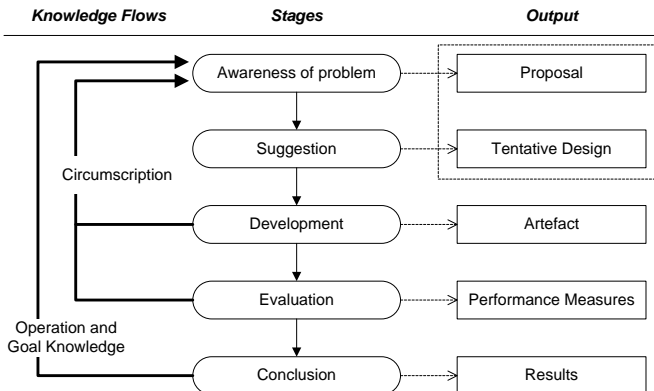 Knowledge Flows Stages Output
Awareness of problem Proposal
Suggestion Tentative Design
Circumscription
Development Artefact
Evaluation Performance Measures
Operation and
Goal Knowledge
Conclusion Results